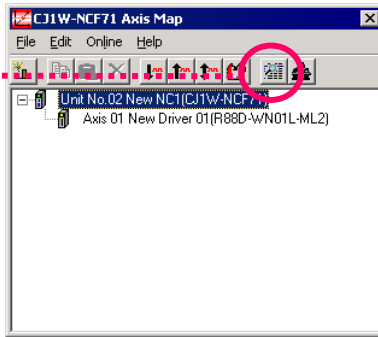 CJ1W-NCF71 Axis Map
File Edit Online Help
Unit No.02 New NC1(CJ1W-NCF71)
Axis 01 New Driver 01(R88D-WN01L-ML2)